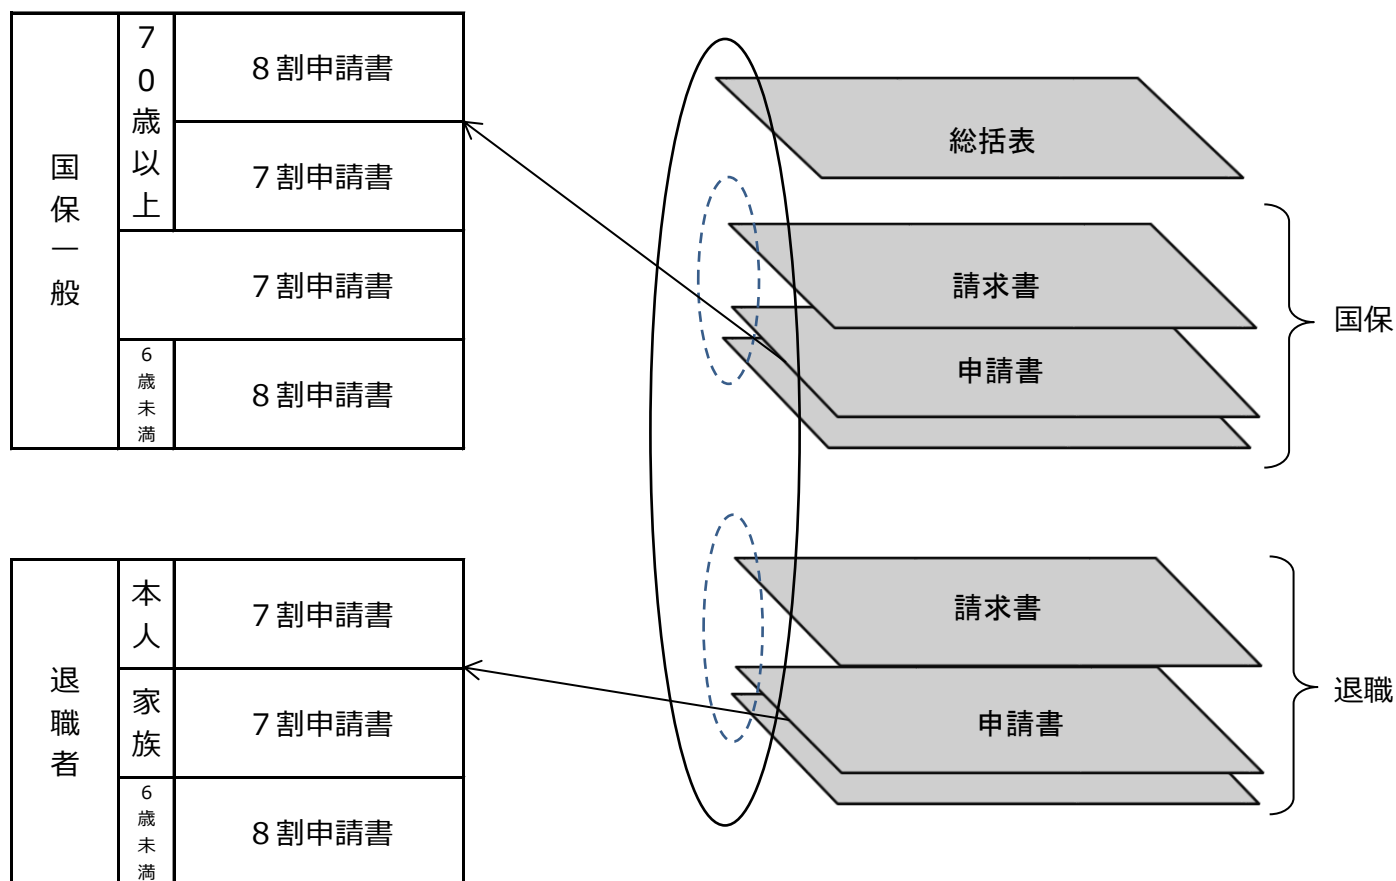 国保一般
70歳以上
8割申請書
7割申請書
7割申請書
6歳未満
8割申請書
退職者
本人
7割申請書
家族
7割申請書
6歳未満
8割申請書
総括表
請求書
申請書
国保
請求書
申請書
退職